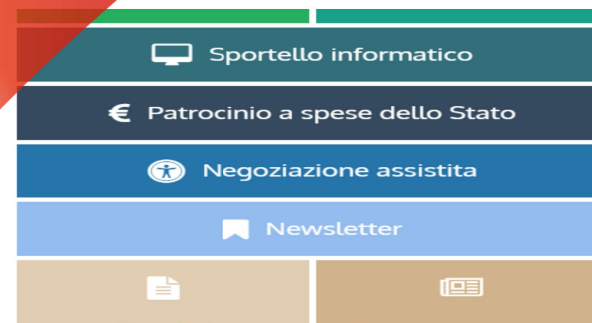 Sportello informatico
€ Patrocinio a spese dello Stato
Negoziazione assistita
Newsletter